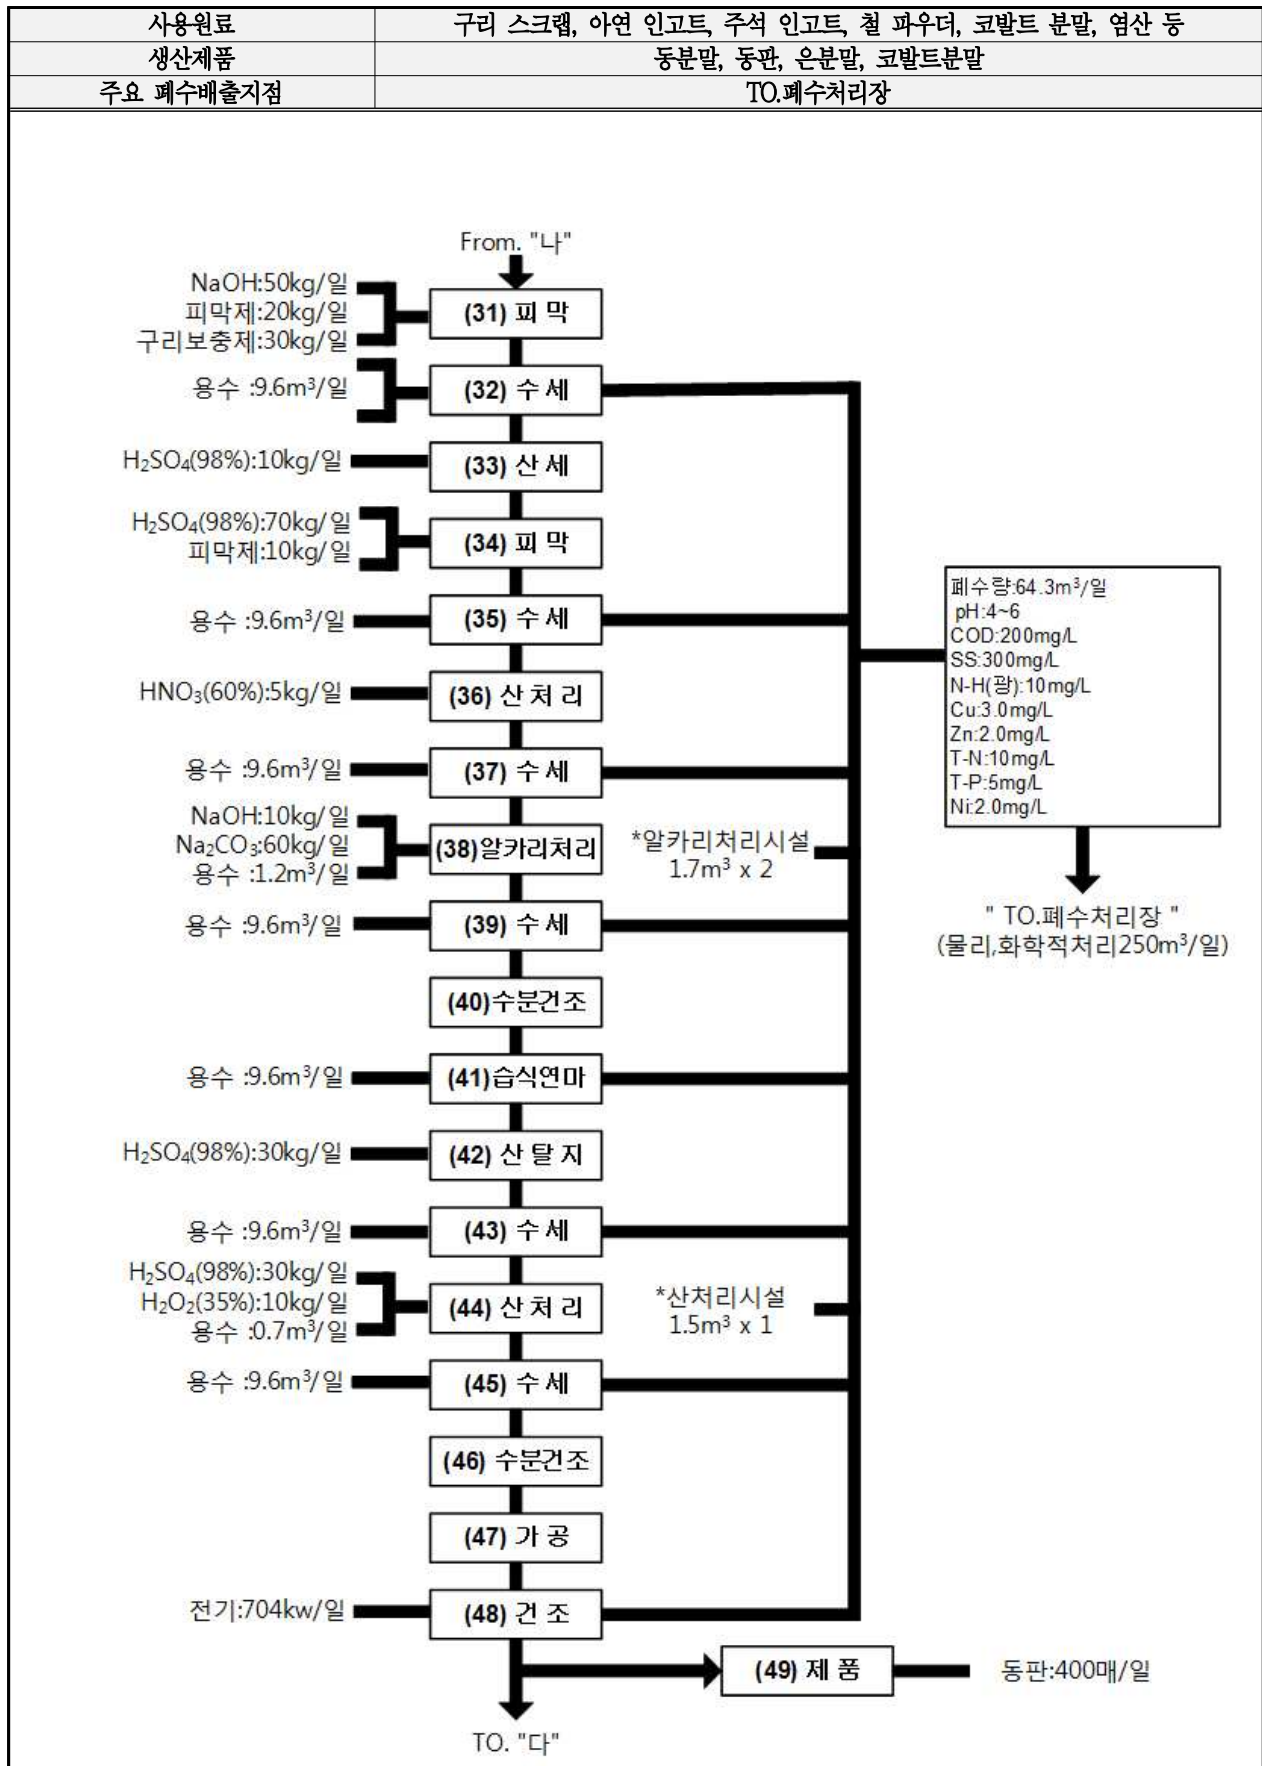 사용원료 구리 스크랩, 아연 인고트, 주석 인고트, 철 파우더, 코발트 분말, 염산 등
생산제품 동분말, 동판, 은분말, 코발트분말
주요 폐수배출지점 TO.폐수처리장
From. "나"
NaOH:50kg/일
피막제:20kg/일
구리보충제:30kg/일
(31) 피 막
용수 :9.6m³/일
(32) 수 세
H₂SO₄(98%):10kg/일
(33) 산 세
H₂SO₄(98%):70kg/일
피막제:10kg/일
(34) 피 막
용수 :9.6m³/일
(35) 수 세
HNO₃(60%):5kg/일
(36) 산 처 리
용수 :9.6m³/일
(37) 수 세
NaOH:10kg/일
Na₂CO₃:60kg/일
용수 :1.2m³/일
(38)알카리처리
*알카리처리시설
1.7m³ x 2
용수 :9.6m³/일
(39) 수 세
(40)수분건조
용수 :9.6m³/일
(41)습식연마
H₂SO₄(98%):30kg/일
(42) 산 탈 지
용수 :9.6m³/일
(43) 수 세
H₂SO₄(98%):30kg/일
H₂O₂(35%):10kg/일
용수 :0.7m³/일
(44) 산 처 리
*산처리시설
1.5m³ x 1
용수 :9.6m³/일
(45) 수 세
(46) 수분건조
(47) 가 공
전기:704kw/일
(48) 건 조
(49) 제 품
동판:400매/일
TO. "다"
폐수량:64.3m³/일
pH:4~6
COD:200mg/L
SS:300mg/L
N-H(광):10mg/L
Cu:3.0mg/L
Zn:2.0mg/L
T-N:10mg/L
T-P:5mg/L
Ni:2.0mg/L
" TO.폐수처리장 "
(물리,화학적처리250m³/일)